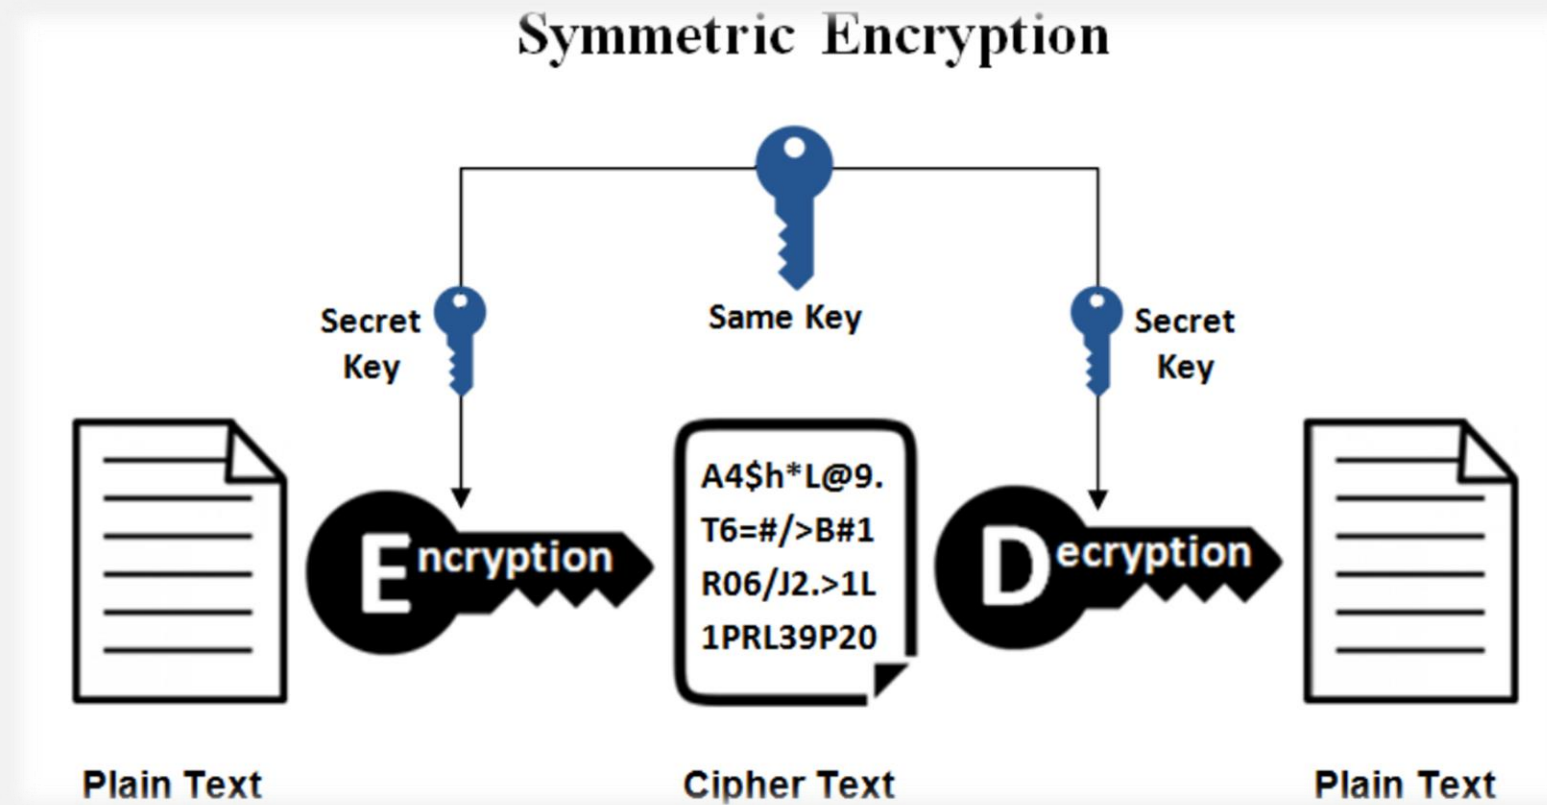 Symmetric Encryption
Same Key
Secret
Key
Secret
Key
Encryption
A4$h*L@9.
T6=#/>B#1
R06/J2.>1L
1PRL39P20
Decryption
Plain Text
Cipher Text
Plain Text